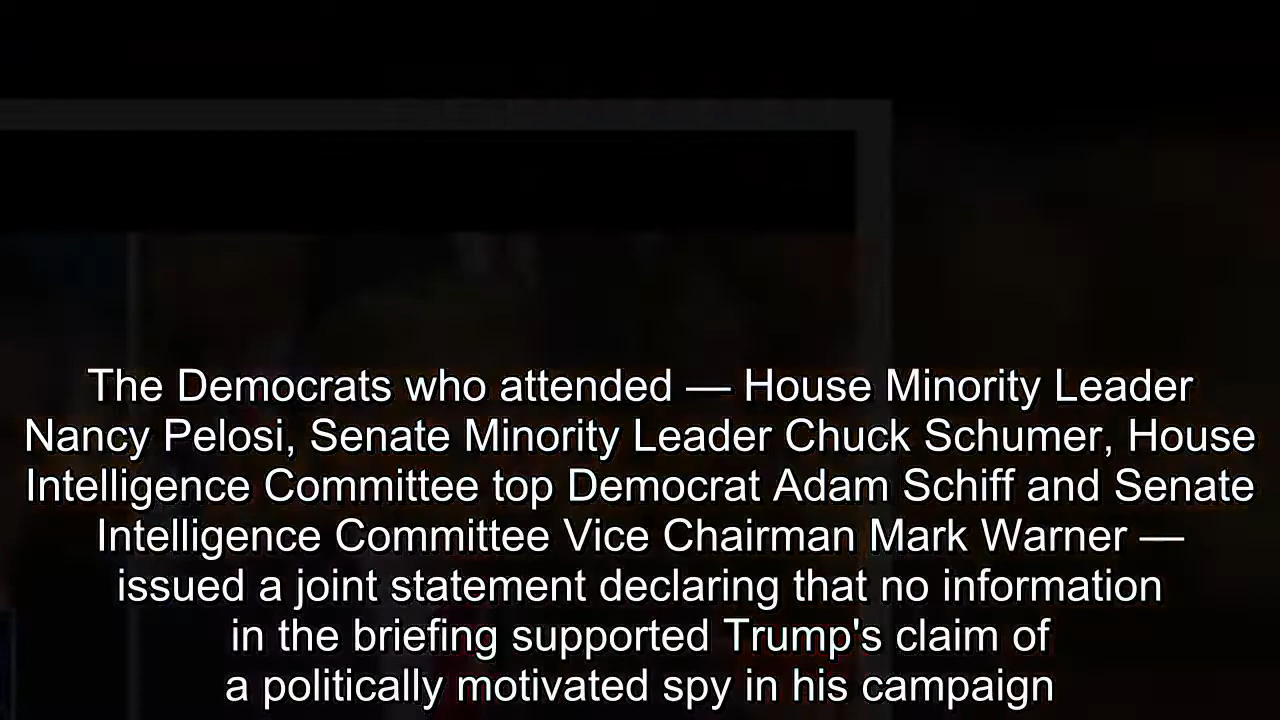 The Democrats who attended — House Minority Leader
Nancy Pelosi, Senate Minority Leader Chuck Schumer, House
Intelligence Committee top Democrat Adam Schiff and Senate
Intelligence Committee Vice Chairman Mark Warner —
issued a joint statement declaring that no information
in the briefing supported Trump's claim of
a politically motivated spy in his campaign